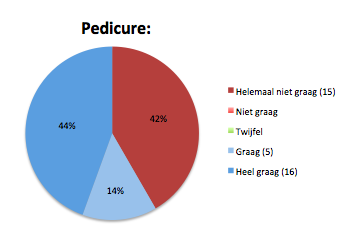 Pedicure:
Helemaal niet graag (15)
42%
Niet graag
44%
Twijfel
Graag (5)
14%
Heel graag (16)